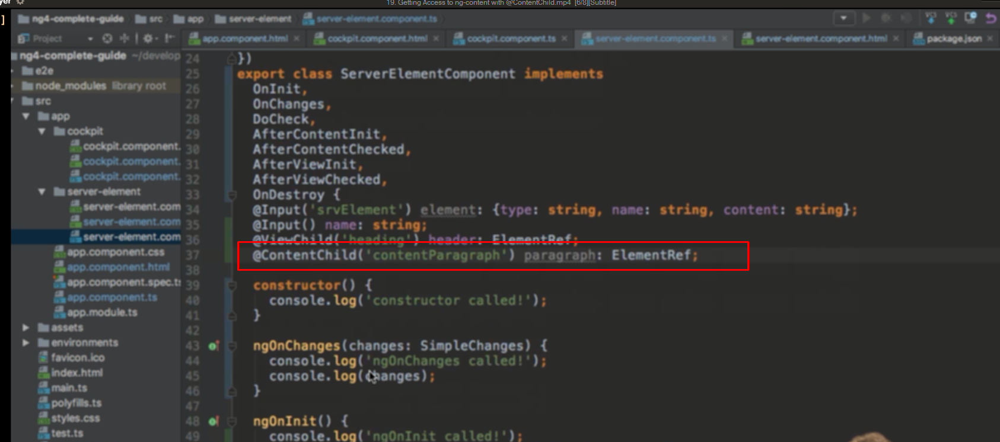 yer
19. Getting Access to ng-content with @ContentChild.mp4 [6/8][Subtitle]
]
ng4-complete-guide src app server-element server-element.component.ts
Project
app.component.html cockpit.component.html cockpit.component.ts server-element.component.ts server-element.component.html package.json
ng4-complete-guide ~/develop
e2e
node_modules library root
src
app
cockpit
cockpit.component.
cockpit.component.
cockpit.component.
server-element
server-element.com
server-element.com
server-element.com
app.component.css
app.component.html
app.component.spec.ts
app.component.ts
app.module.ts
assets
environments
favicon.ico
index.html
main.ts
polyfills.ts
styles.css
test.ts
24 })
25 export class ServerElementComponent implements
26 OnInit,
27 OnChanges,
28 DoCheck,
29 AfterContentInit,
30 AfterContentChecked,
31 AfterViewInit,
32 AfterViewChecked,
33 OnDestroy {
34 @Input('srvElement') element: {type: string, name: string, content: string};
35 @Input() name: string;
36 @ViewChild('heading') header: ElementRef;
37 @ContentChild('contentParagraph') paragraph: ElementRef;
38
39 constructor() {
40 console.log('constructor called!');
41 }
42
43 ngOnChanges(changes: SimpleChanges) {
44 console.log('ngOnChanges called!');
45 console.log(changes);
46 }
47
48 ngOnInit() {
49 console.log('ngOnInit called!');